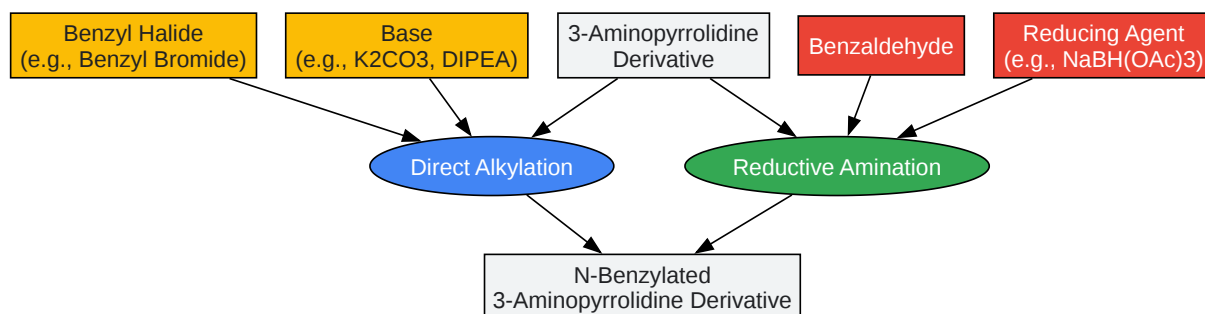 Benzyl Halide
(e.g., Benzyl Bromide)
Base
(e.g., K2CO3, DIPEA)
3-Aminopyrrolidine
Derivative
Benzaldehyde
Reducing Agent
(e.g., NaBH(OAc)3)
Direct Alkylation
Reductive Amination
N-Benzylated
3-Aminopyrrolidine Derivative